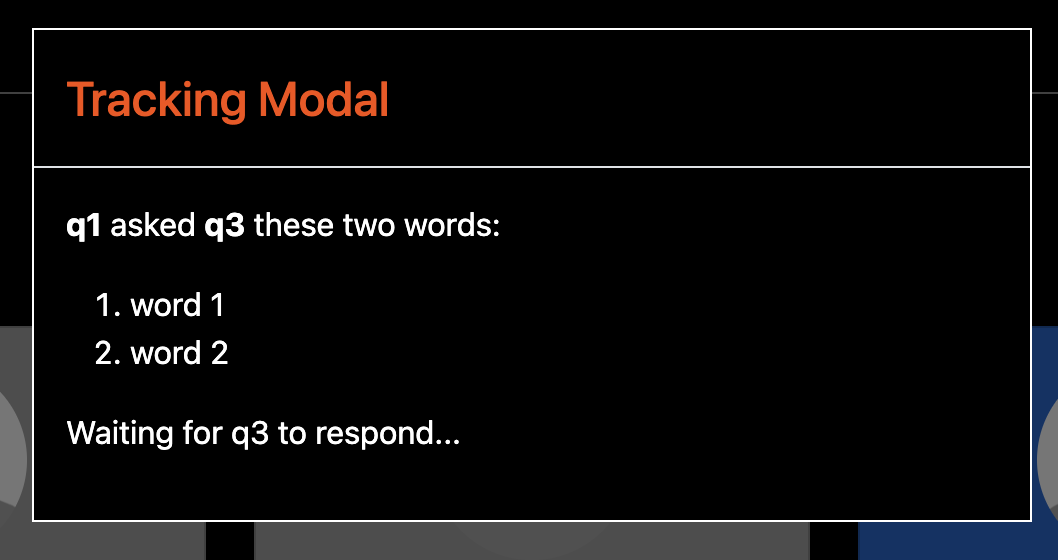 Tracking Modal
q1 asked q3 these two words:
1. word 1
2. word 2
Waiting for q3 to respond...